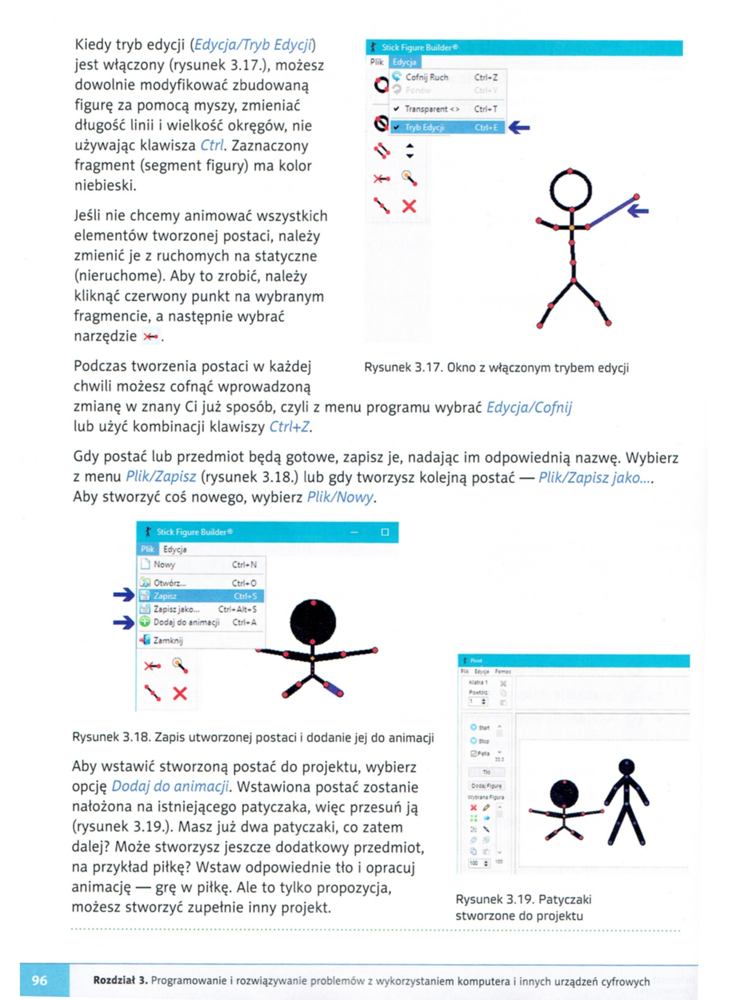 Kiedy tryb edycji (Edycja/Tryb Edycji)
jest włączony (rysunek 3.17.), możesz
dowolnie modyfikować zbudowaną
figurę za pomocą myszy, zmieniać
długość linii i wielkość okręgów, nie
używając klawisza Ctrl. Zaznaczony
fragment (segment figury) ma kolor
niebieski.
Jeśli nie chcemy animować wszystkich
elementów tworzonej postaci, należy
zmienić je z ruchomych na statyczne
(nieruchome). Aby to zrobić, należy
kliknąć czerwony punkt na wybranym
fragmencie, a następnie wybrać
narzędzie .
Stick Figure Builder®
Plik Edycja
Cofnij Ruch Ctrl+Z
Ponów Ctrl+Y
Transparent <> Ctrl+T
Tryb Edycji Ctrl+E
Rysunek 3.17. Okno z włączonym trybem edycji
Podczas tworzenia postaci w każdej
chwili możesz cofnąć wprowadzoną
zmianę w znany Ci już sposób, czyli z menu programu wybrać Edycja/Cofnij
lub użyć kombinacji klawiszy Ctrl+Z.
Gdy postać lub przedmiot będą gotowe, zapisz je, nadając im odpowiednią nazwę. Wybierz
z menu Plik/Zapisz (rysunek 3.18.) lub gdy tworzysz kolejną postać — Plik/Zapisz jako....
Aby stworzyć coś nowego, wybierz Plik/Nowy.
Stick Figure Builder®
Plik Edycja
Nowy Ctrl+N
Otwórz... Ctrl+O
Zapisz Ctrl+S
Zapisz jako... Ctrl+Alt+S
Dodaj do animacji Ctrl+A
Zamknij
Rysunek 3.18. Zapis utworzonej postaci i dodanie jej do animacji
Aby wstawić stworzoną postać do projektu, wybierz
opcję Dodaj do animacji. Wstawiona postać zostanie
nałożona na istniejącego patyczaka, więc przesuń ją
(rysunek 3.19.). Masz już dwa patyczaki, co zatem
dalej? Może stworzysz jeszcze dodatkowy przedmiot,
na przykład piłkę? Wstaw odpowiednie tło i opracuj
animację — grę w piłkę. Ale to tylko propozycja,
możesz stworzyć zupełnie inny projekt.
Pivot
Plik Edycja Pomoc
Klatka 1
Powtórz:
1
Start
Stop
Pętla
33.3
Tło
Dodaj Figurę
Wybrana Figura
100 100
Rysunek 3.19. Patyczaki
stworzone do projektu
96 Rozdział 3. Programowanie i rozwiązywanie problemów z wykorzystaniem komputera i innych urządzeń cyfrowych